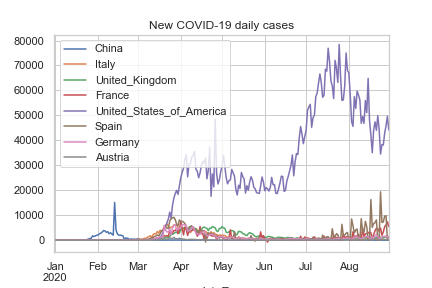 New COVID-19 daily cases
80000
70000
60000
50000
40000
30000
20000
10000
0
China
Italy
United_Kingdom
France
United_States_of_America
Spain
Germany
Austria
Jan Feb Mar Apr May Jun Jul Aug
2020